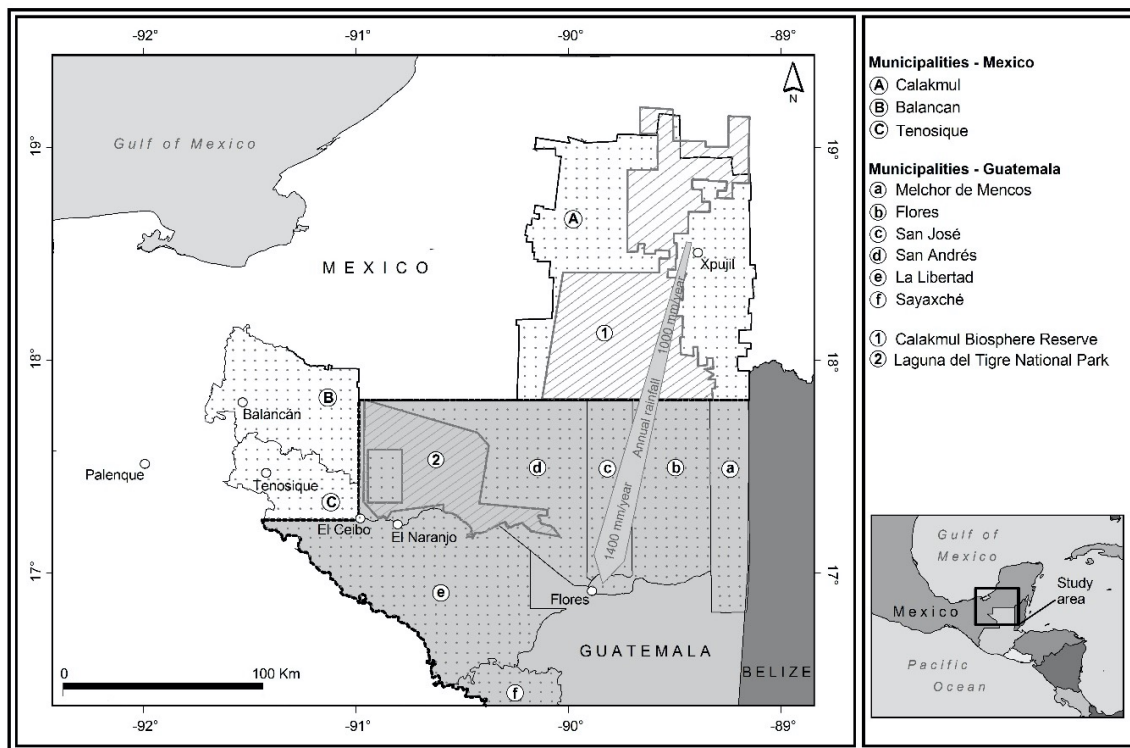 -92° -91° -90° -89°
N
Gulf of Mexico
19° 19°
A
MEXICO
Xpujil
1
1000 mm/year
Annual rainfall
1400 mm/year
18° 18°
B
Balancán
Palenque
Tenosique
C
2
d
c
b
a
El Ceibo
El Naranjo
17° 17°
e
Flores
GUATEMALA
BELIZE
f
0 100 Km
-92° -91° -90° -89°
Municipalities - Mexico
A Calakmul
B Balancan
C Tenosique
Municipalities - Guatemala
a Melchor de Mencos
b Flores
c San José
d San Andrés
e La Libertad
f Sayaxché
1 Calakmul Biosphere Reserve
2 Laguna del Tigre National Park
Gulf of
Mexico
Mexico
Study
area
Pacific
Ocean